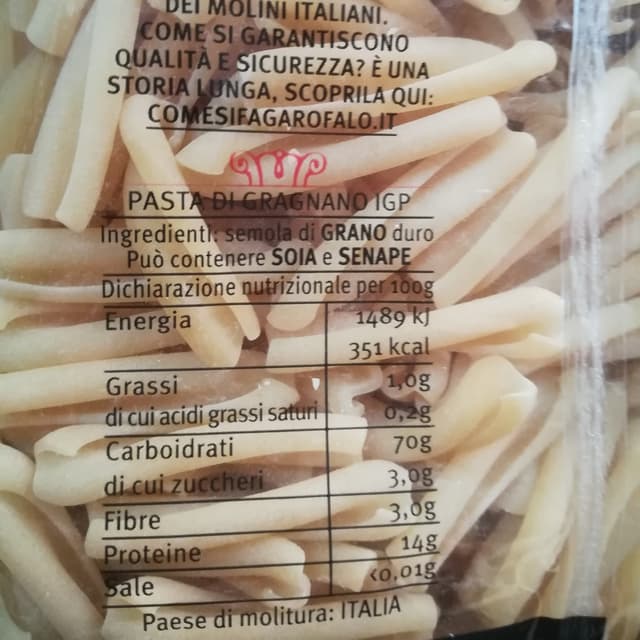 DEI MOLINI ITALIANI.
COME SI GARANTISCONO
QUALITÀ E SICUREZZA? È UNA
STORIA LUNGA, SCOPRILA QUI:
COMESIFAGAROFALO.IT
PASTA DI GRAGNANO IGP
Ingredienti: semola di GRANO duro
Può contenere SOIA e SENAPE
Dichiarazione nutrizionale per 100g
Energia 1489 kJ
351 kcal
Grassi 1,0g
di cui acidi grassi saturi 0,2g
Carboidrati 70g
di cui zuccheri 3,0g
Fibre 3,0g
Proteine 14g
Sale <0,01g
Paese di molitura: ITALIA